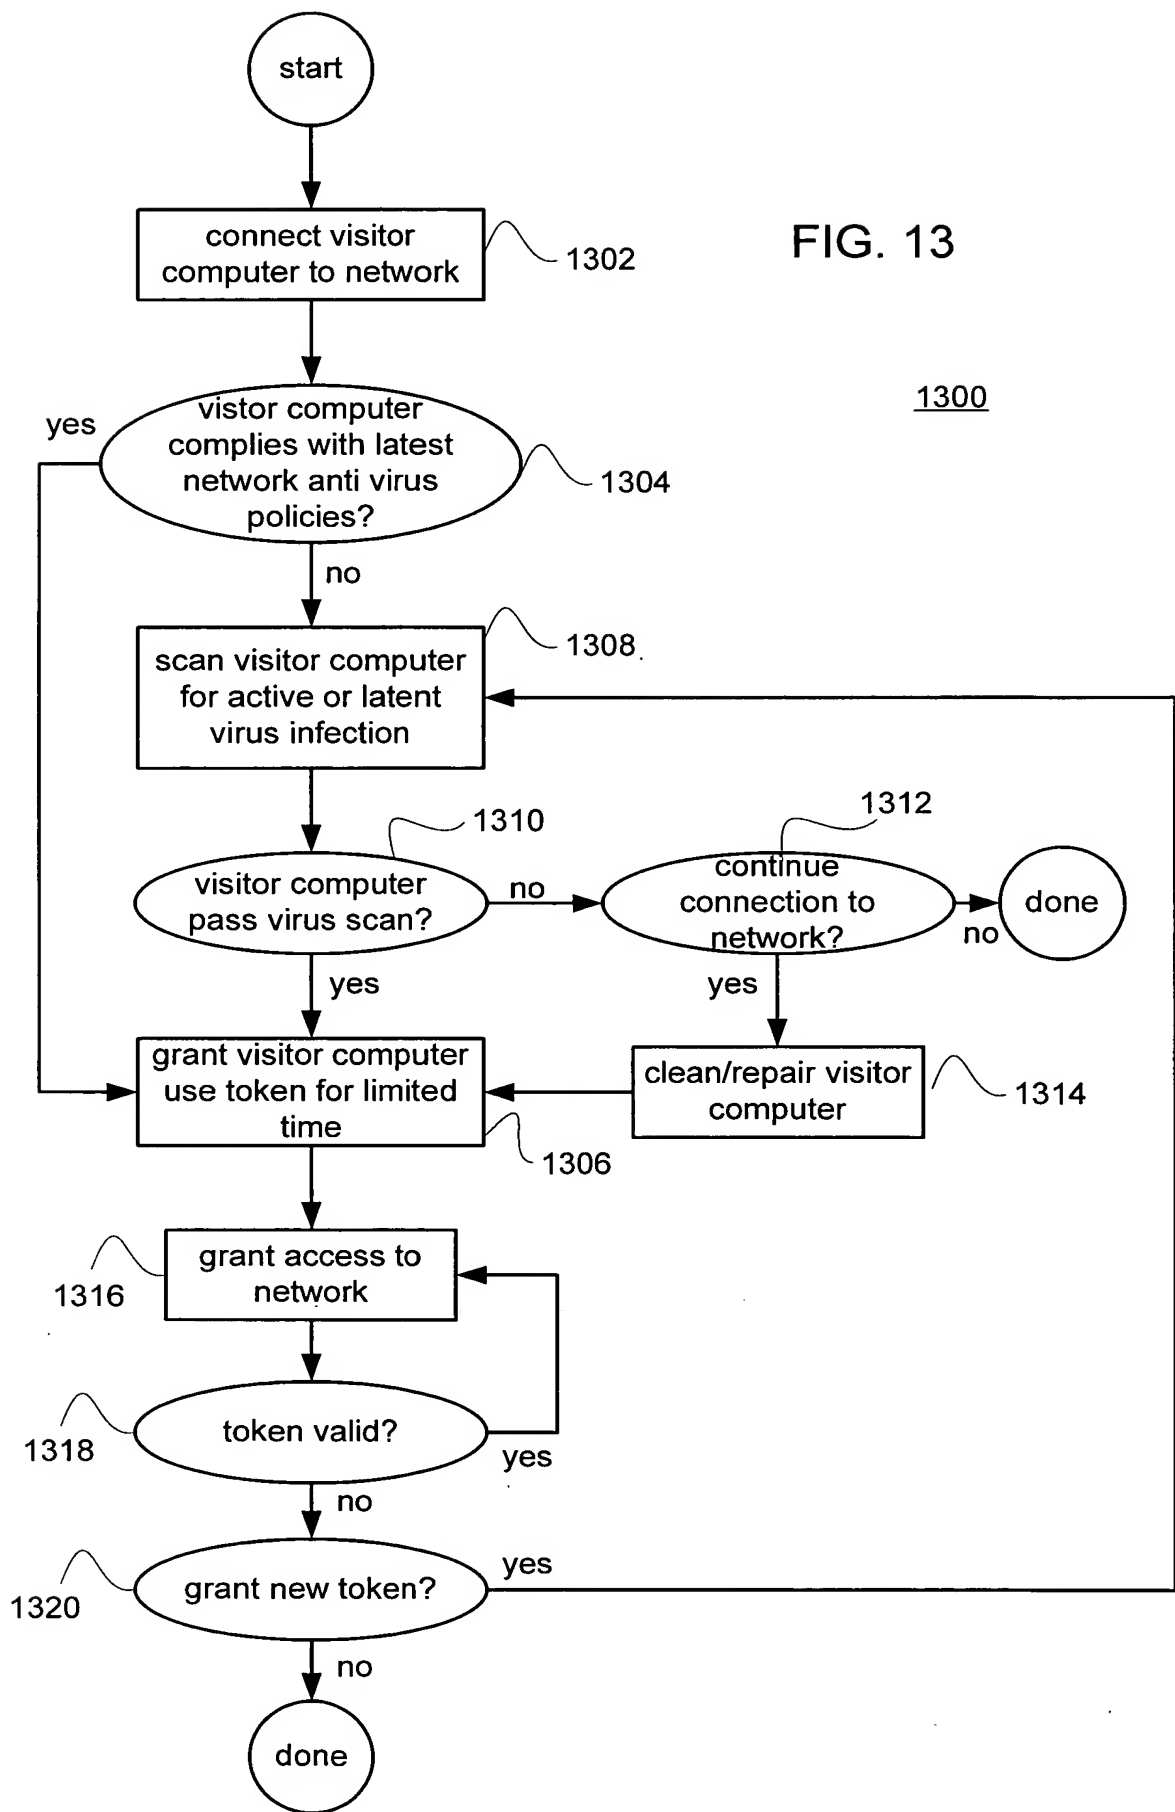 start
connect visitor
computer to network
1302
FIG. 13
1300
vistor computer
complies with latest
network anti virus
policies?
yes
1304
no
scan visitor computer
for active or latent
virus infection
1308
visitor computer
pass virus scan?
1310
no
continue
connection to
network?
1312
no
done
yes
yes
grant visitor computer
use token for limited
time
1306
clean/repair visitor
computer
1314
grant access to
network
1316
token valid?
1318
yes
no
grant new token?
1320
yes
no
done